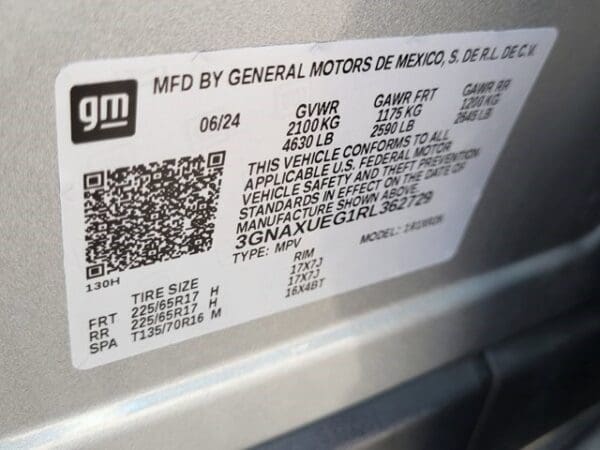 gm
MFD BY GENERAL MOTORS DE MEXICO, S. DE R.L. DE C.V.
06/24 GVWR GAWR FRT GAWR RR
2100 KG 1175 KG 1200 KG
4630 LB 2590 LB 2645 LB
THIS VEHICLE CONFORMS TO ALL
APPLICABLE U.S. FEDERAL MOTOR
VEHICLE SAFETY AND THEFT PREVENTION
STANDARDS IN EFFECT ON THE DATE OF
MANUFACTURE SHOWN ABOVE.
3GNAXUEG1RL362729
TYPE: MPV MODEL:
130H
TIRE SIZE RIM
FRT 225/65R17 H 17X7J
RR 225/65R17 H 17X7J
SPA T135/70R16 M 16X4BT